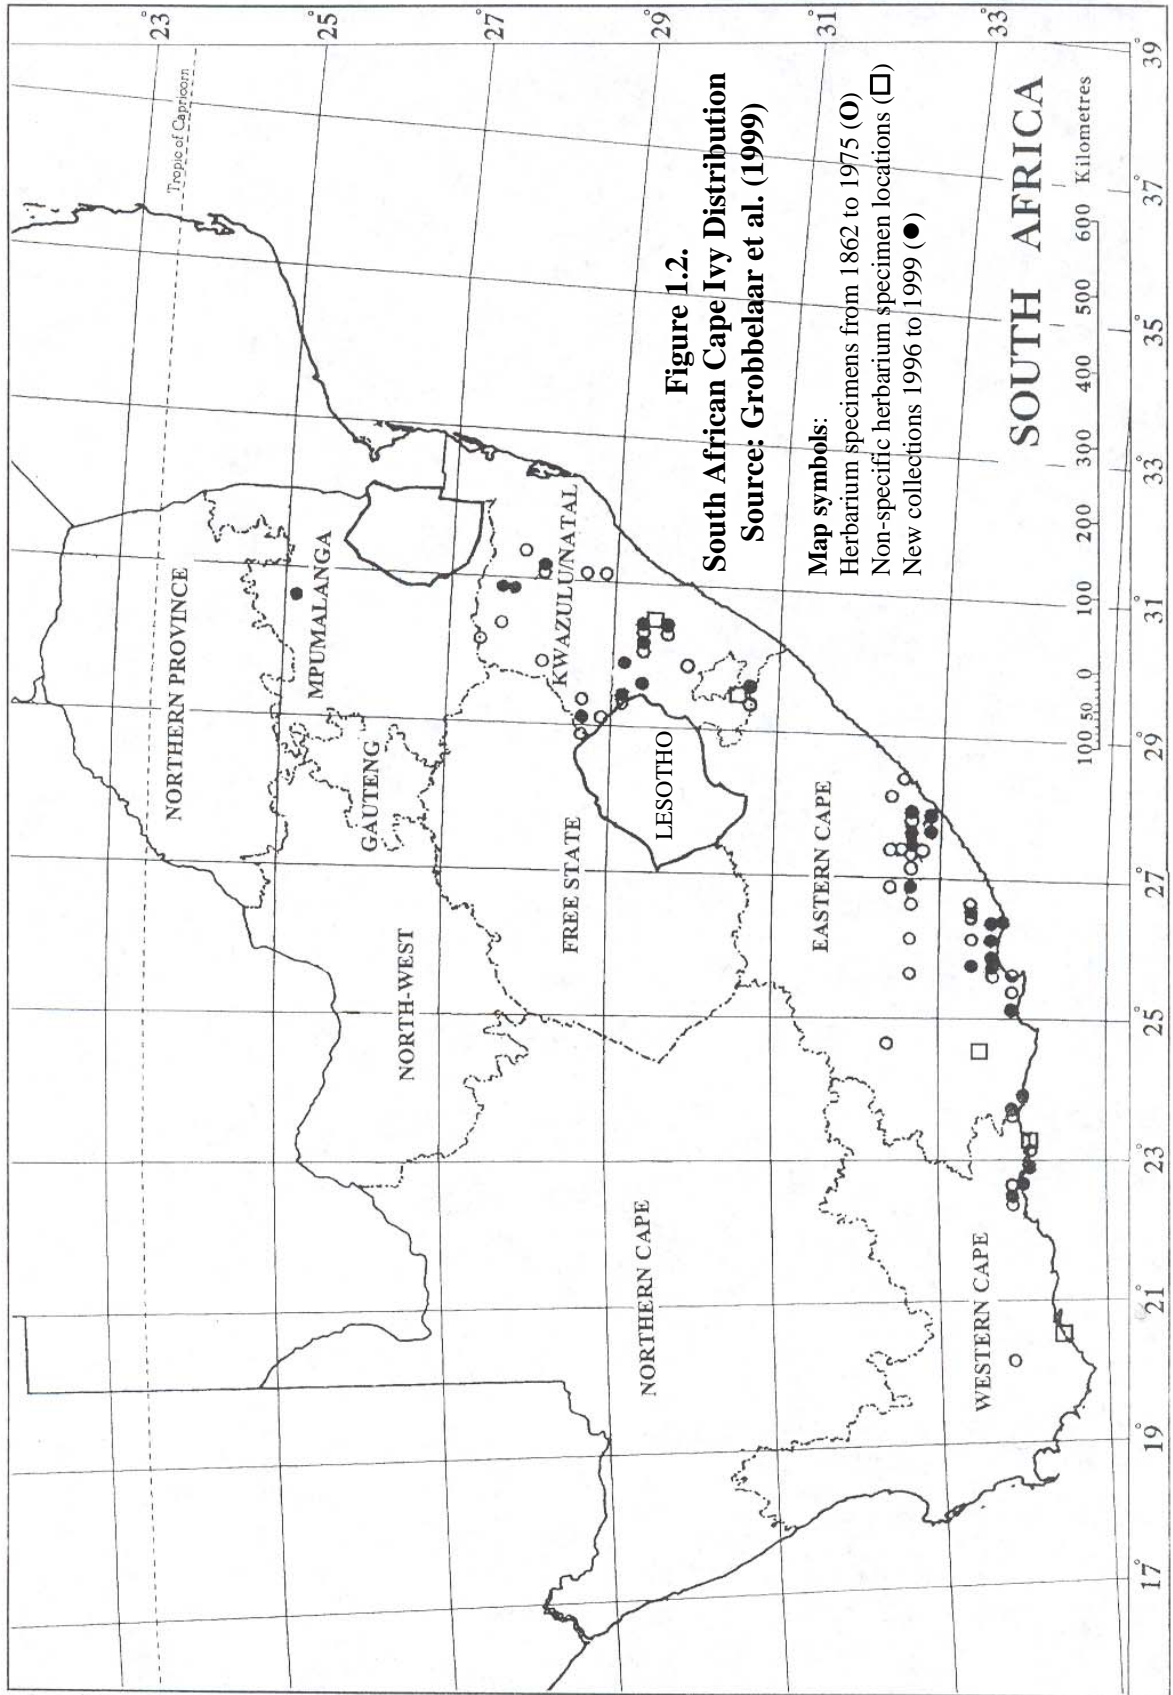 Figure 1.2.
South African Cape Ivy Distribution
Source: Grobbelaar et al. (1999)
Map symbols:
Herbarium specimens from 1862 to 1975 (O)
Non-specific herbarium specimen locations (□)
New collections 1996 to 1999 (●)
SOUTH AFRICA
100 50 0 100 200 300 400 500 600 Kilometres
Tropic of Capricorn
NORTHERN PROVINCE
MPUMALANGA
GAUTENG
NORTH-WEST
KWAZULU/NATAL
FREE STATE
LESOTHO
NORTHERN CAPE
EASTERN CAPE
WESTERN CAPE
23°
25°
27°
29°
31°
33°
17° 19° 21° 23° 25° 27° 29° 31° 33° 35° 37° 39°